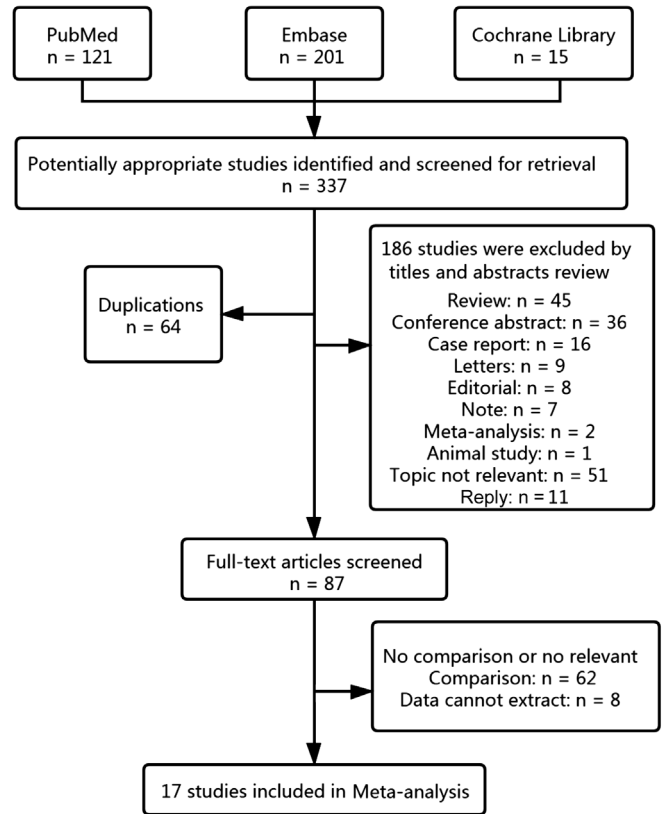 PubMed
n = 121
Embase
n = 201
Cochrane Library
n = 15
Potentially appropriate studies identified and screened for retrieval
n = 337
Duplications
n = 64
186 studies were excluded by
titles and abstracts review
Review: n = 45
Conference abstract: n = 36
Case report: n = 16
Letters: n = 9
Editorial: n = 8
Note: n = 7
Meta-analysis: n = 2
Animal study: n = 1
Topic not relevant: n = 51
Reply: n = 11
Full-text articles screened
n = 87
No comparison or no relevant
Comparison: n = 62
Data cannot extract: n = 8
17 studies included in Meta-analysis